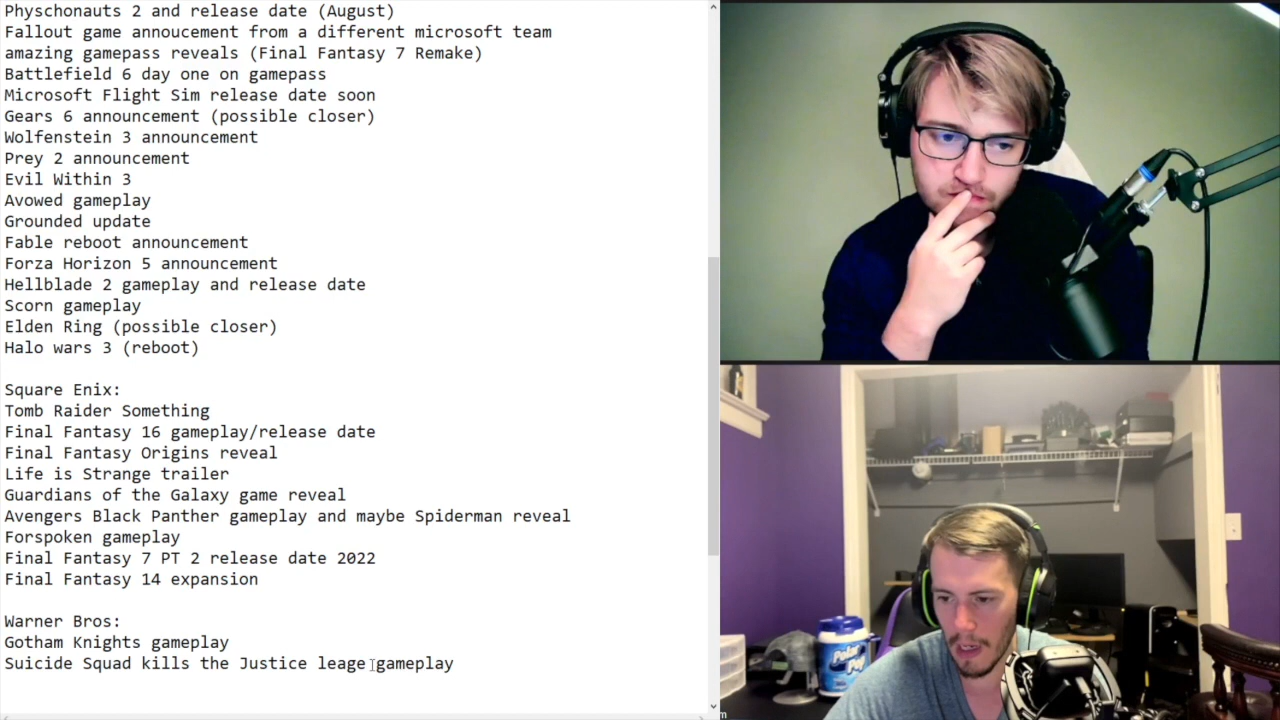 Physchonauts 2 and release date (August)
Fallout game annoucement from a different microsoft team
amazing gamepass reveals (Final Fantasy 7 Remake)
Battlefield 6 day one on gamepass
Microsoft Flight Sim release date soon
Gears 6 announcement (possible closer)
Wolfenstein 3 announcement
Prey 2 announcement
Evil Within 3
Avowed gameplay
Grounded update
Fable reboot announcement
Forza Horizon 5 announcement
Hellblade 2 gameplay and release date
Scorn gameplay
Elden Ring (possible closer)
Halo wars 3 (reboot)
Square Enix:
Tomb Raider Something
Final Fantasy 16 gameplay/release date
Final Fantasy Origins reveal
Life is Strange trailer
Guardians of the Galaxy game reveal
Avengers Black Panther gameplay and maybe Spiderman reveal
Forspoken gameplay
Final Fantasy 7 PT 2 release date 2022
Final Fantasy 14 expansion
Warner Bros:
Gotham Knights gameplay
Suicide Squad kills the Justice leage gameplay
Polar
Pop
m